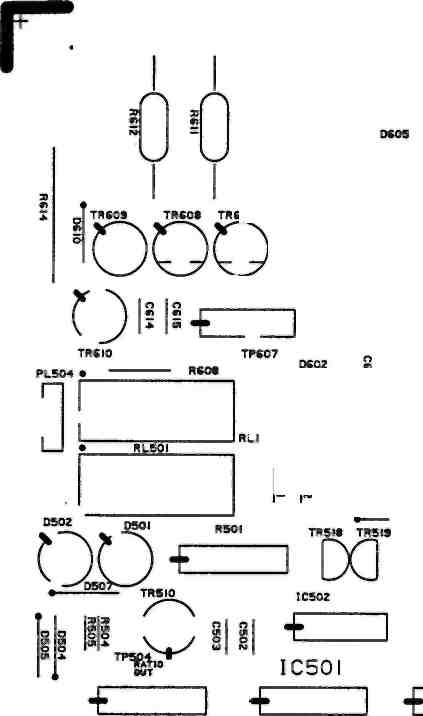 R612
R611
D605
R614
D610
TR609
TR608
TR6
C614
C615
TR610
TP607
D602
C6
PL504
R608
RL1
RL501
D502
D501
R501
TR518
TR519
D507
TR510
IC502
D505
D504
R505
R504
TP504
RATIO
OUT
C503
C502
IC501